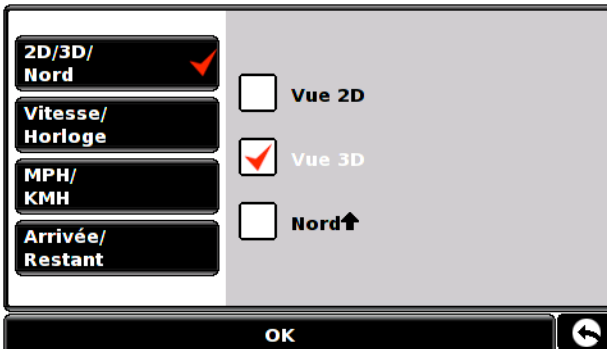 2D/3D/
Nord
Vitesse/
Horloge
MPH/
KMH
Arrivée/
Restant
Vue 2D
Vue 3D
Nord⬆
OK